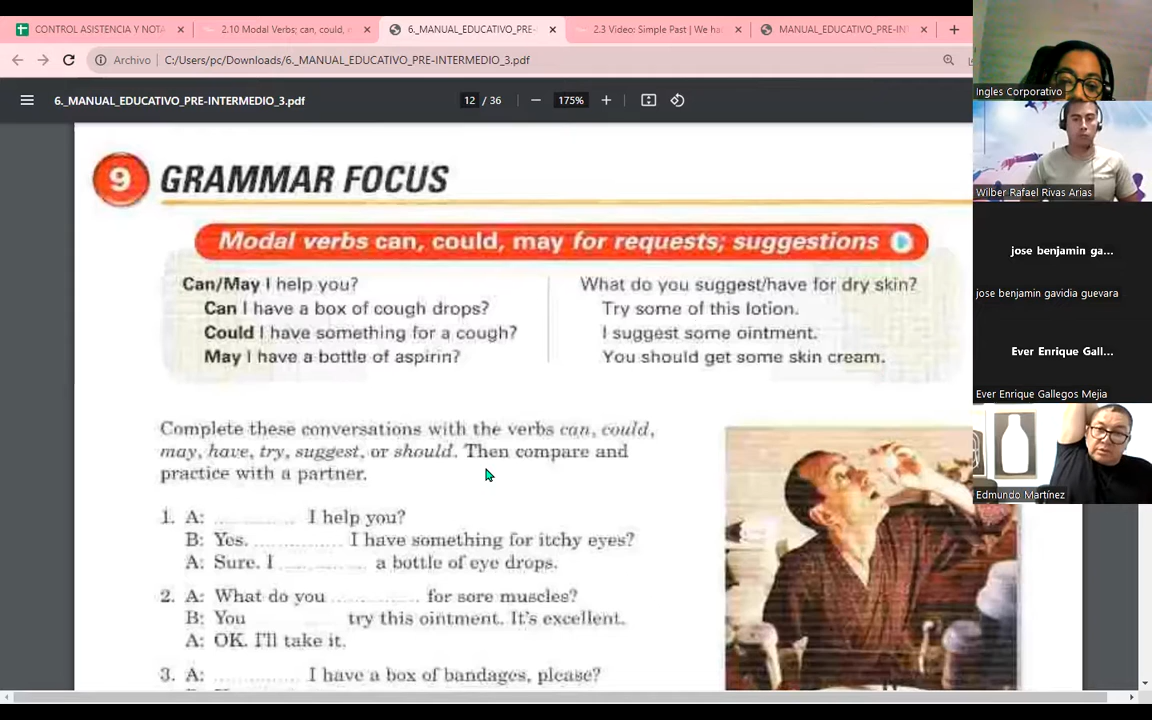 CONTROL ASISTENCIA Y NOTA
2.10 Modal Verbs; can, could,
6._MANUAL_EDUCATIVO_PRE-
2.3 Video: Simple Past | We ha
MANUAL_EDUCATIVO_PRE-IN
Archivo
C:/Users/pc/Downloads/6._MANUAL_EDUCATIVO_PRE-INTERMEDIO_3.pdf
6._MANUAL_EDUCATIVO_PRE-INTERMEDIO_3.pdf
12 / 36
175%
9 GRAMMAR FOCUS
Modal verbs can, could, may for requests; suggestions
Can/May I help you?
Can I have a box of cough drops?
Could I have something for a cough?
May I have a bottle of aspirin?
What do you suggest/have for dry skin?
Try some of this lotion.
I suggest some ointment.
You should get some skin cream.
Complete these conversations with the verbs can, could,
may, have, try, suggest, or should. Then compare and
practice with a partner.
1. A: ............ I help you?
B: Yes. ............ I have something for itchy eyes?
A: Sure. I ............ a bottle of eye drops.
2. A: What do you ............ for sore muscles?
B: You try this ointment. It's excellent.
A: OK. I'll take it.
3. A: ............ I have a box of bandages, please?
Ingles Corporativo
Wilber Rafael Rivas Arias
jose benjamin ga...
jose benjamin gavidia guevara
Ever Enrique Gall...
Ever Enrique Gallegos Mejia
Edmundo Martínez